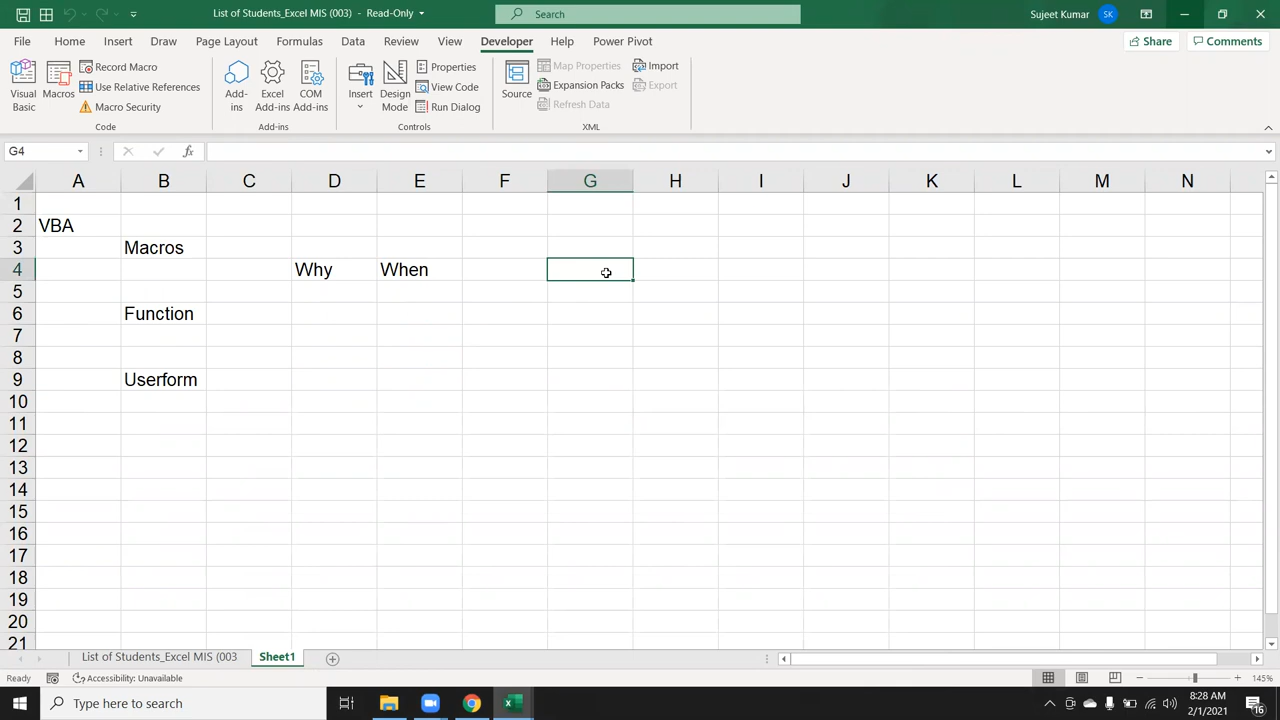 List of Students_Excel MIS (003) - Read-Only
Search
Sujeet Kumar
SK
File Home Insert Draw Page Layout Formulas Data Review View Developer Help Power Pivot
Share
Comments
Visual Basic
Macros
Record Macro
Use Relative References
Macro Security
Code
Add-ins
Excel Add-ins
COM Add-ins
Add-ins
Insert
Design Mode
Properties
View Code
Run Dialog
Controls
Source
Map Properties
Expansion Packs
Refresh Data
Import
Export
XML
G4
fx
A B C D E F G H I J K L M N
1
2 VBA
3 Macros
4 Why When
5
6 Function
7
8
9 Userform
10
11
12
13
14
15
16
17
18
19
20
21
List of Students_Excel MIS (003
Sheet1
Ready
Accessibility: Unavailable
145%
Type here to search
8:28 AM
2/1/2021
16